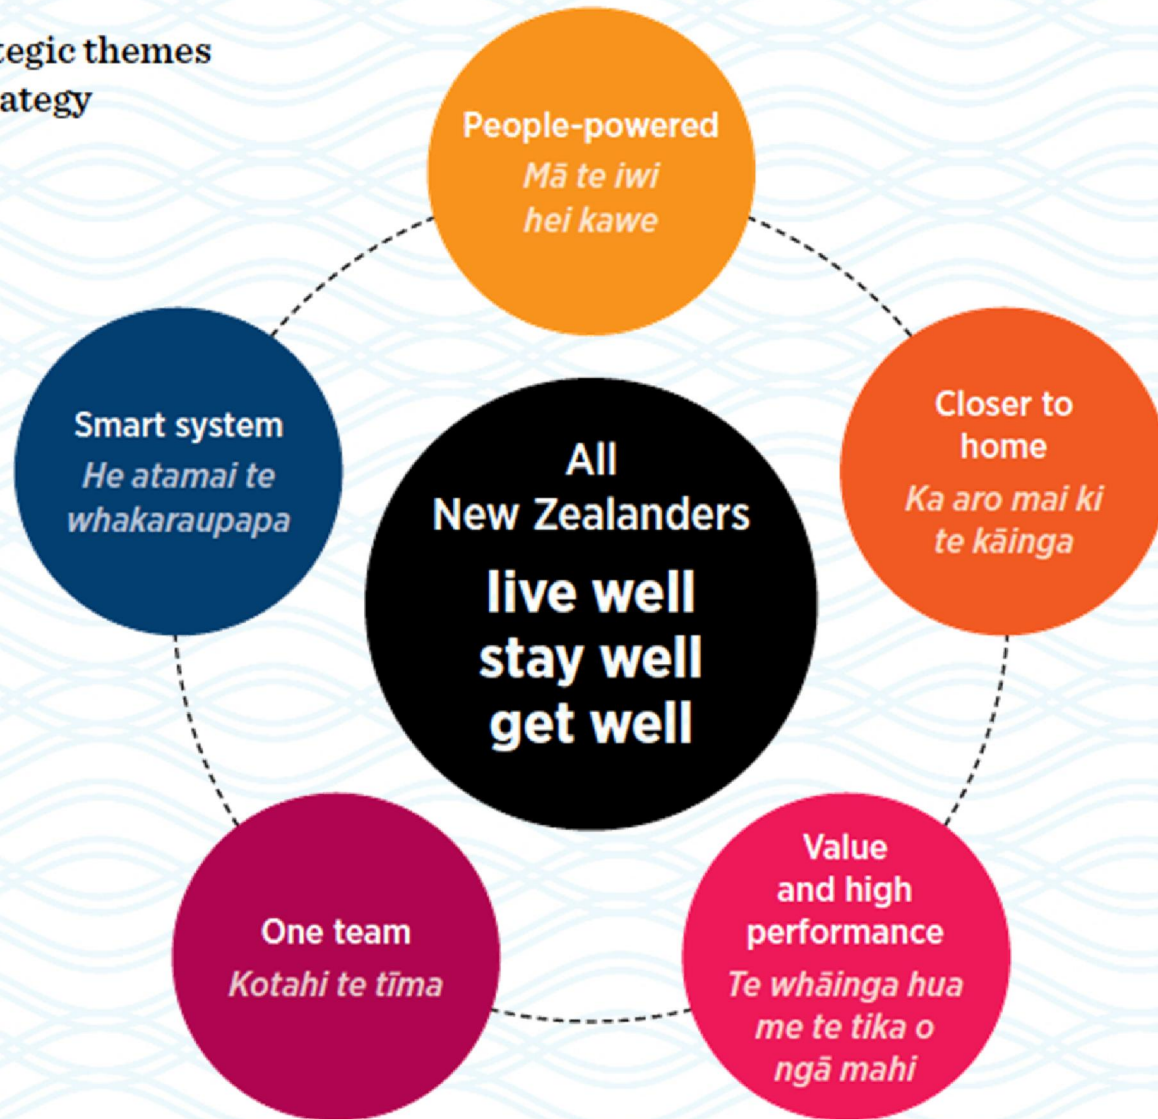 tegic themes
ategy
People-powered
Mā te iwi
hei kawe
Closer to
home
Ka aro mai ki
te kāinga
Value
and high
performance
Te whāinga hua
me te tika o
ngā mahi
One team
Kotahi te tīma
Smart system
He atamai te
whakaraupapa
All
New Zealanders
live well
stay well
get well